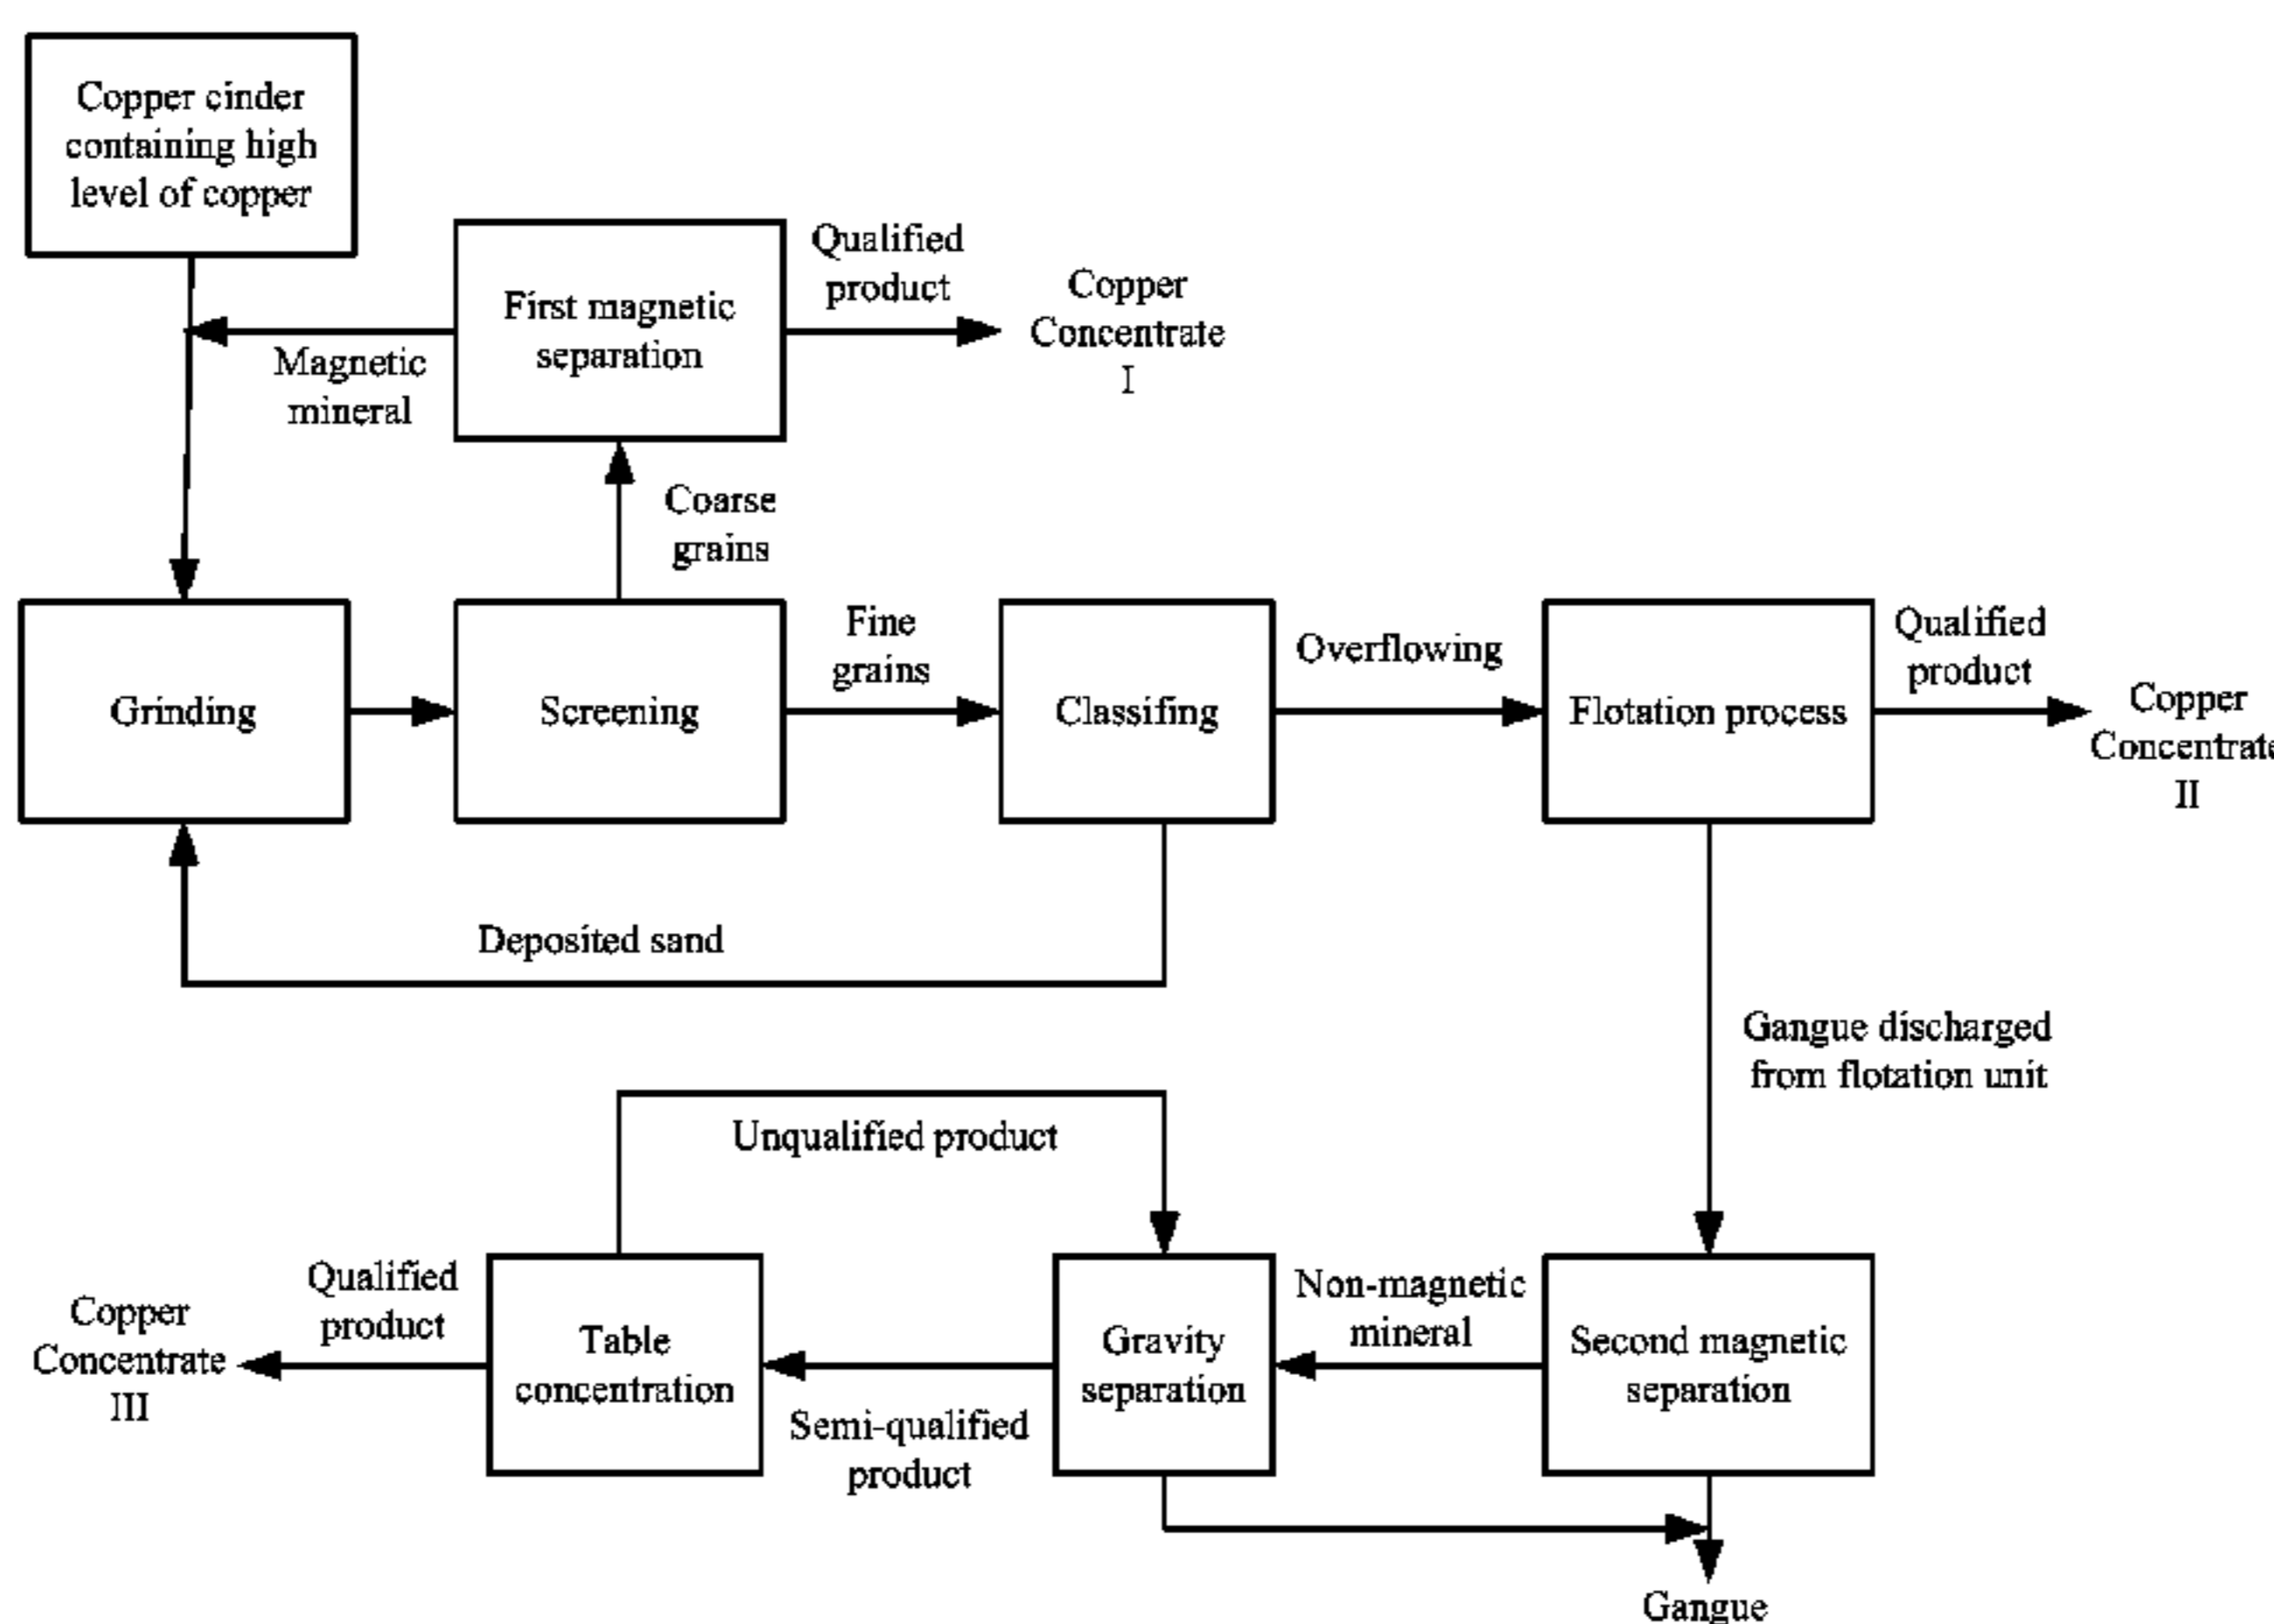 Copper cinder
containing high
level of copper
First magnetic
separation
Qualified
product
Copper
Concentrate
I
Magnetic
mineral
Coarse
grains
Grinding
Screening
Fine
grains
Classifing
Overflowing
Flotation process
Qualified
product
Copper
Concentrate
II
Deposited sand
Gangue discharged
from flotation unit
Unqualified product
Copper
Concentrate
III
Qualified
product
Table
concentration
Semi-qualified
product
Gravity
separation
Non-magnetic
mineral
Second magnetic
separation
Gangue